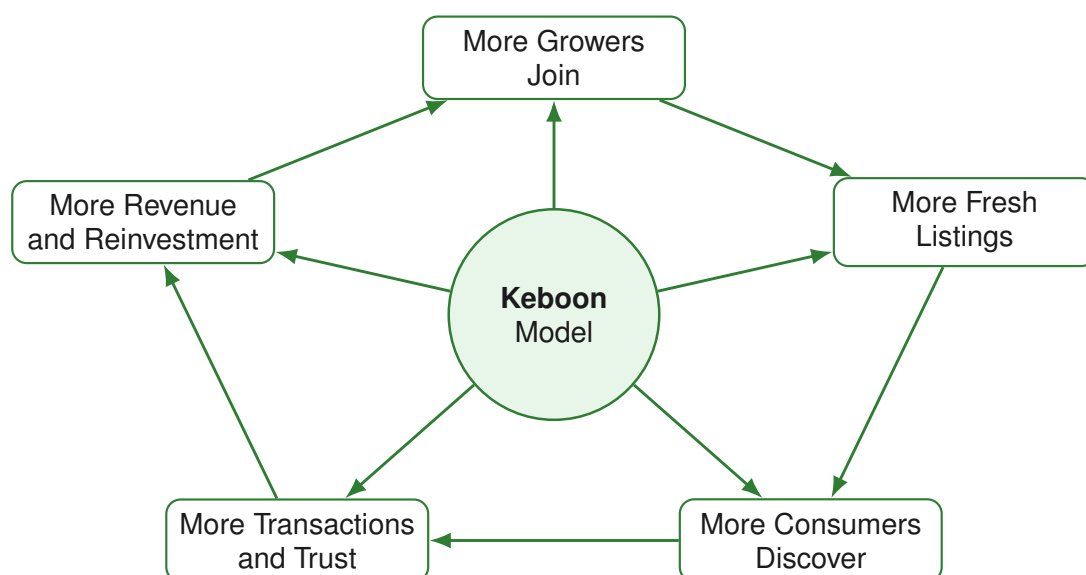 More Growers
Join
More Revenue
and Reinvestment
More Fresh
Listings
Keboon
Model
More Transactions
and Trust
More Consumers
Discover